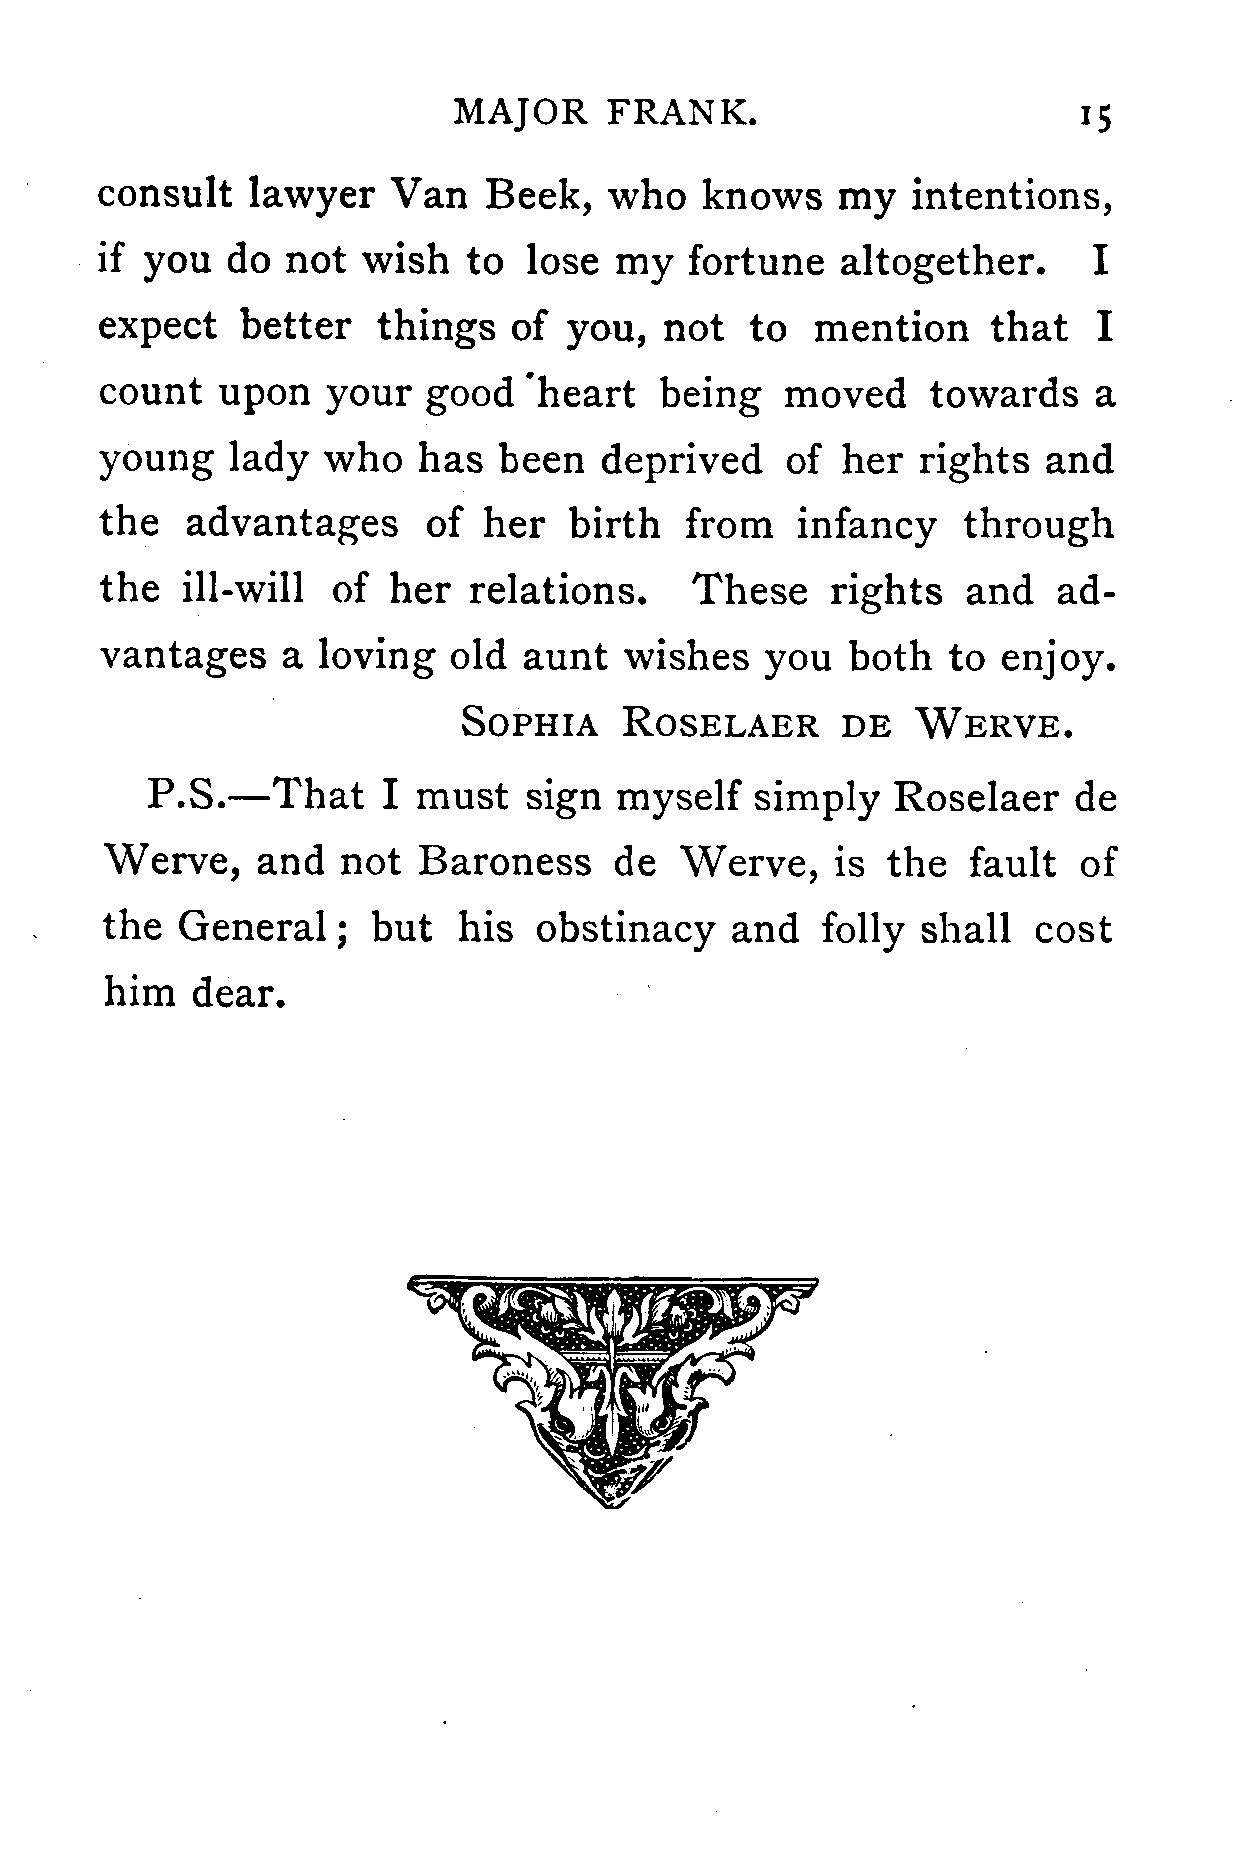 MAJOR FRANK. 15
consult lawyer Van Beek, who knows my intentions,
if you do not wish to lose my fortune altogether. I
expect better things of you, not to mention that I
count upon your good heart being moved towards a
young lady who has been deprived of her rights and
the advantages of her birth from infancy through
the ill-will of her relations. These rights and ad-
vantages a loving old aunt wishes you both to enjoy.
SOPHIA ROSELAER DE WERVE.
P.S.—That I must sign myself simply Roselaer de
Werve, and not Baroness de Werve, is the fault of
the General; but his obstinacy and folly shall cost
him dear.